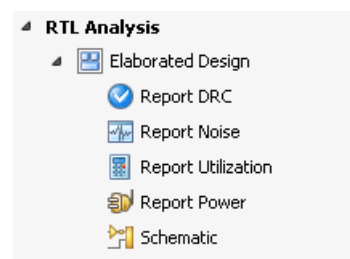 RTL Analysis
Elaborated Design
Report DRC
Report Noise
Report Utilization
Report Power
Schematic